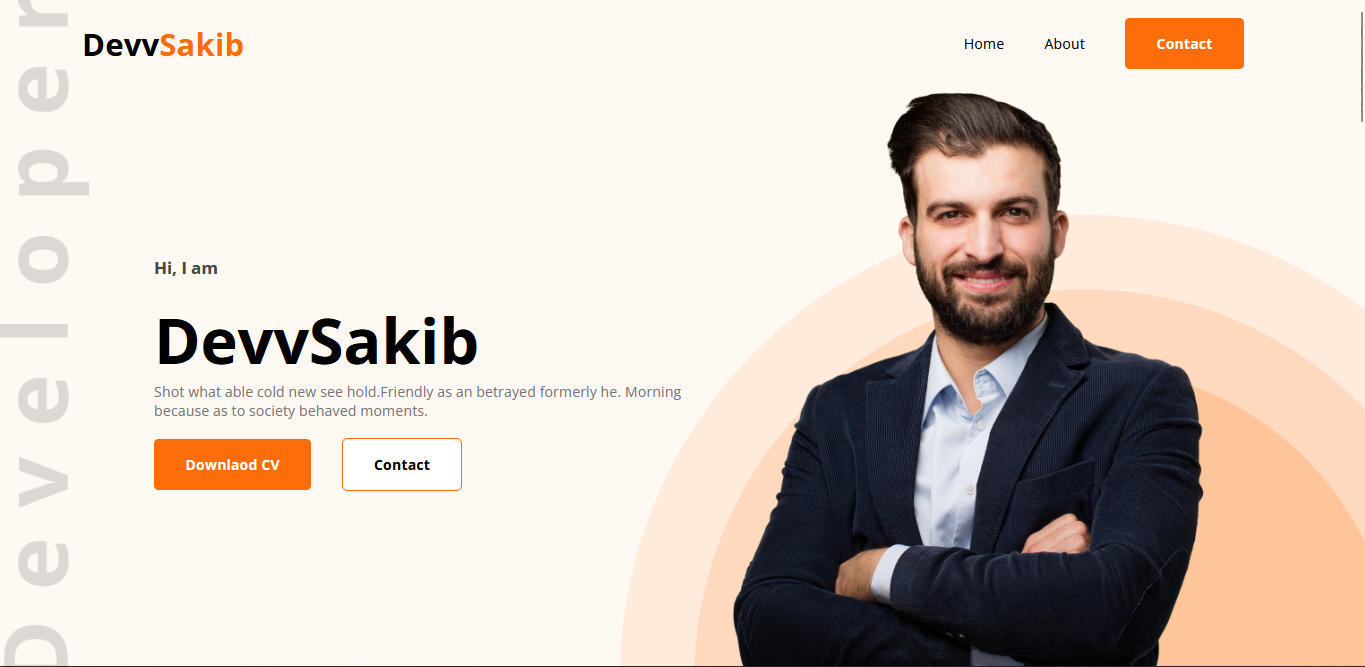 Developer
DevvSakib
Home
About
Contact
Hi, I am
DevvSakib
Shot what able cold new see hold.Friendly as an betrayed formerly he. Morning
because as to society behaved moments.
Downlaod CV
Contact